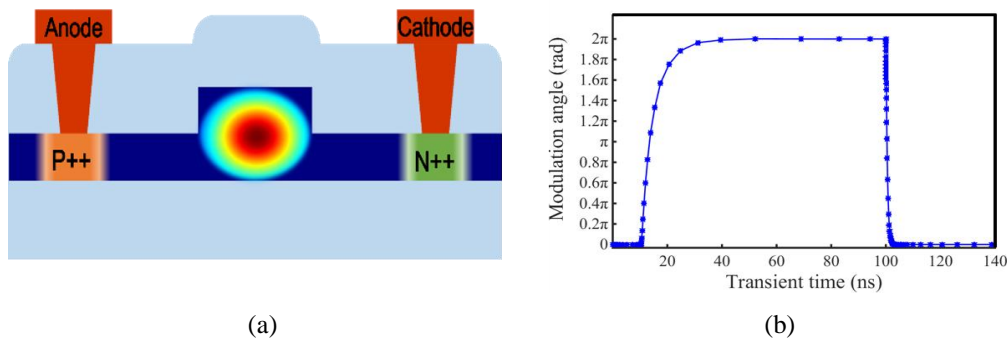 Anode
Cathode
P++
N++
(a)
Modulation angle (rad)
2π
1.8π
1.6π
1.4π
1.2π
π
0.8π
0.6π
0.4π
0.2π
0
20
40
60
80
100
120
140
Transient time (ns)
(b)